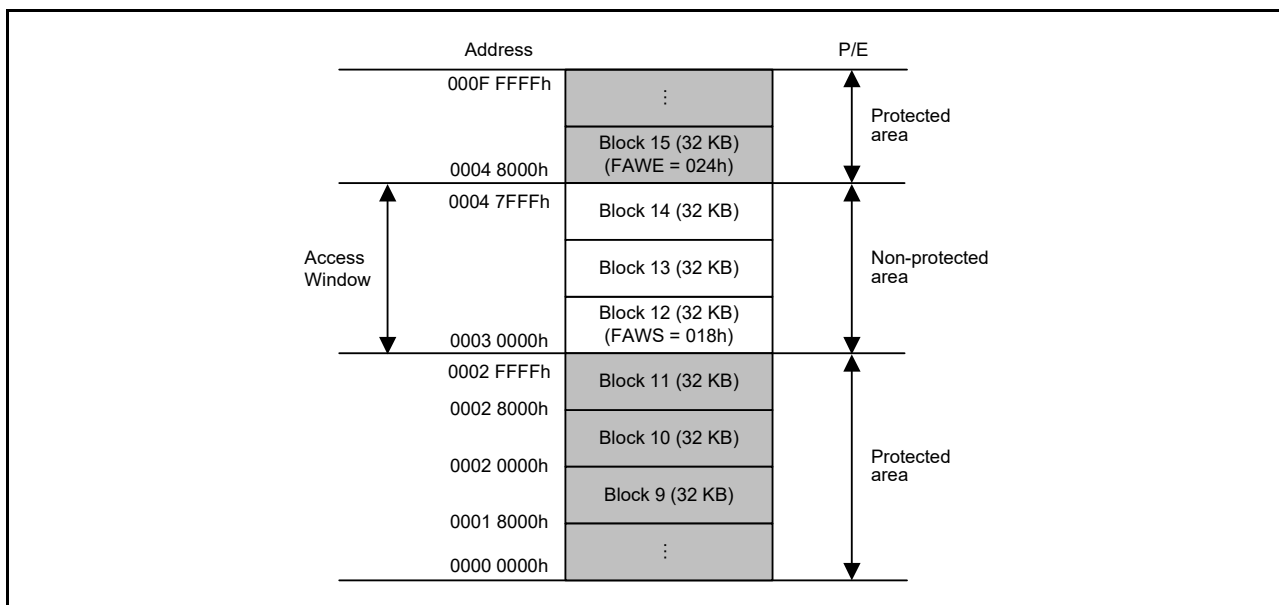 Address P/E
000F FFFFh
⋮
Protected
area
Block 15 (32 KB)
(FAWE = 024h)
0004 8000h
0004 7FFFh
Block 14 (32 KB)
Access
Window
Block 13 (32 KB)
Non-protected
area
Block 12 (32 KB)
(FAWS = 018h)
0003 0000h
0002 FFFFh
Block 11 (32 KB)
0002 8000h
Block 10 (32 KB)
Protected
area
0002 0000h
Block 9 (32 KB)
0001 8000h
⋮
0000 0000h